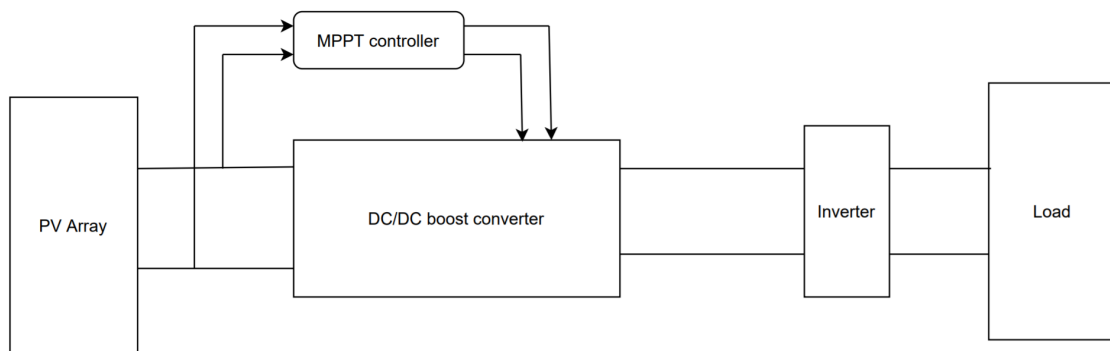 MPPT controller
PV Array
DC/DC boost converter
Inverter
Load